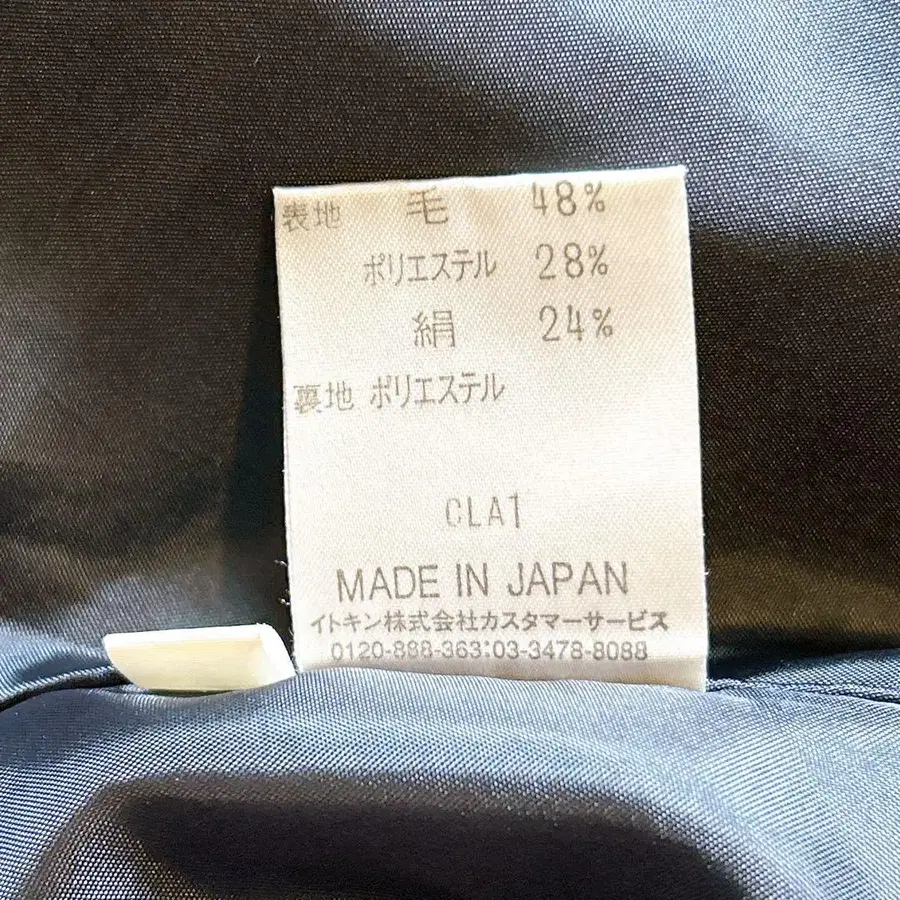 表地 毛 48%
ポリエステル 28%
絹 24%
裏地 ポリエステル
CLA1
MADE IN JAPAN
イトキン株式会社カスタマーサービス
0120-888-363:03-3478-8088